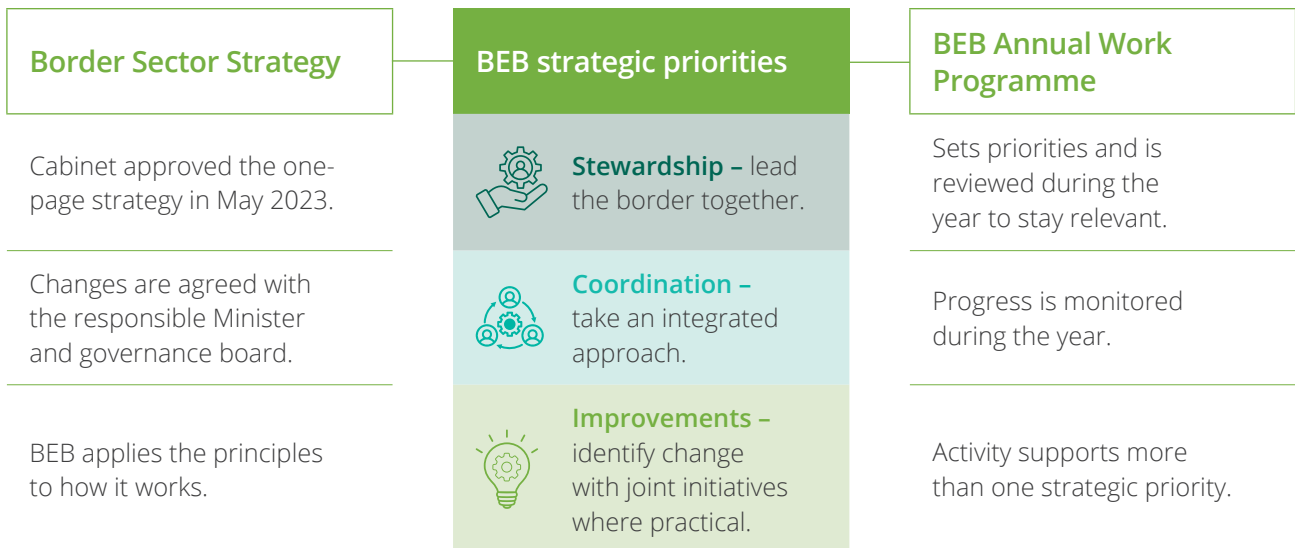 Border Sector Strategy
Cabinet approved the one-
page strategy in May 2023.
Changes are agreed with
the responsible Minister
and governance board.
BEB applies the principles
to how it works.
BEB strategic priorities
Stewardship – lead
the border together.
Coordination –
take an integrated
approach.
Improvements –
identify change
with joint initiatives
where practical.
BEB Annual Work
Programme
Sets priorities and is
reviewed during the
year to stay relevant.
Progress is monitored
during the year.
Activity supports more
than one strategic priority.